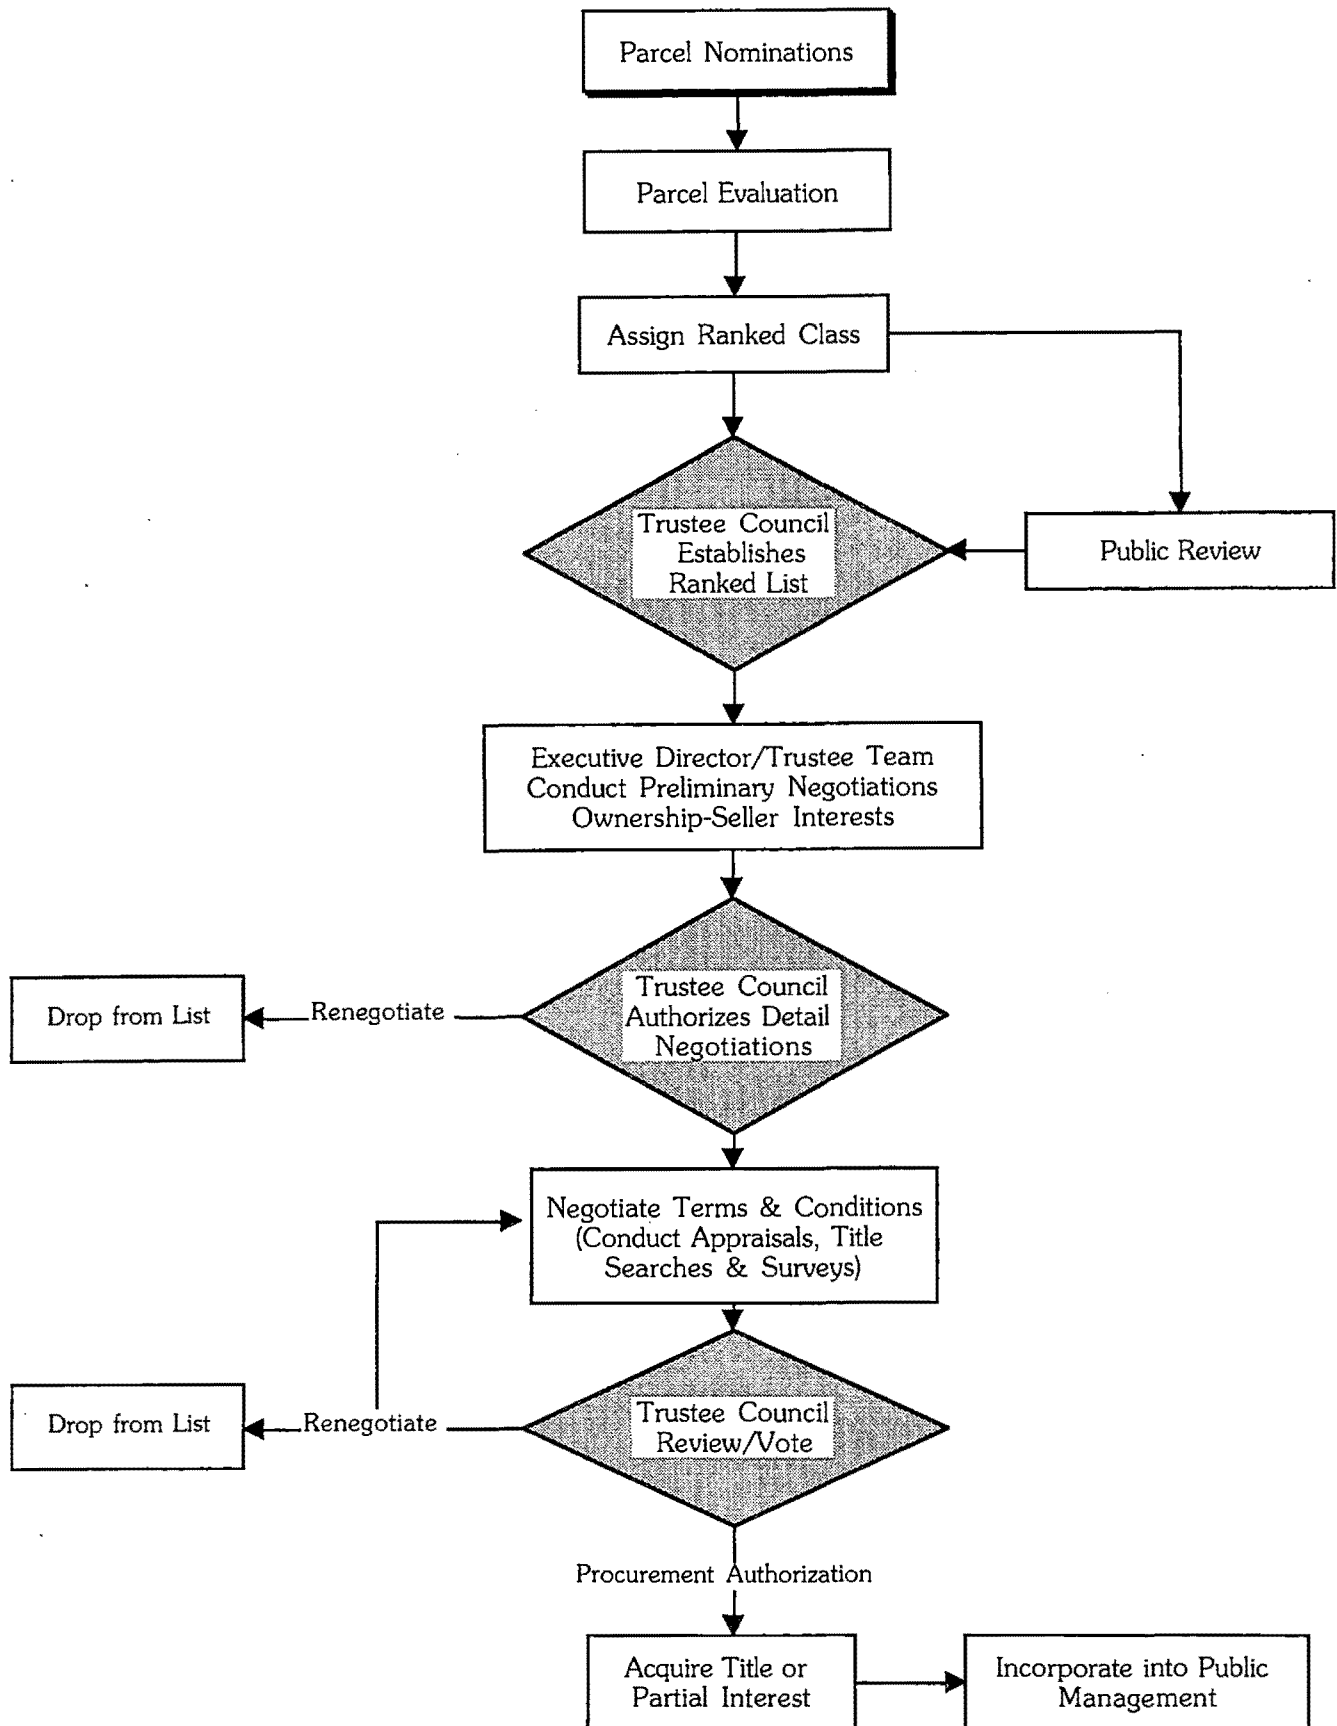 Parcel Nominations
Parcel Evaluation
Assign Ranked Class
Trustee Council
Establishes
Ranked List
Public Review
Executive Director/Trustee Team
Conduct Preliminary Negotiations
Ownership-Seller Interests
Trustee Council
Authorizes Detail
Negotiations
Renegotiate
Drop from List
Negotiate Terms & Conditions
(Conduct Appraisals, Title
Searches & Surveys)
Trustee Council
Review/Vote
Renegotiate
Drop from List
Procurement Authorization
Acquire Title or
Partial Interest
Incorporate into Public
Management